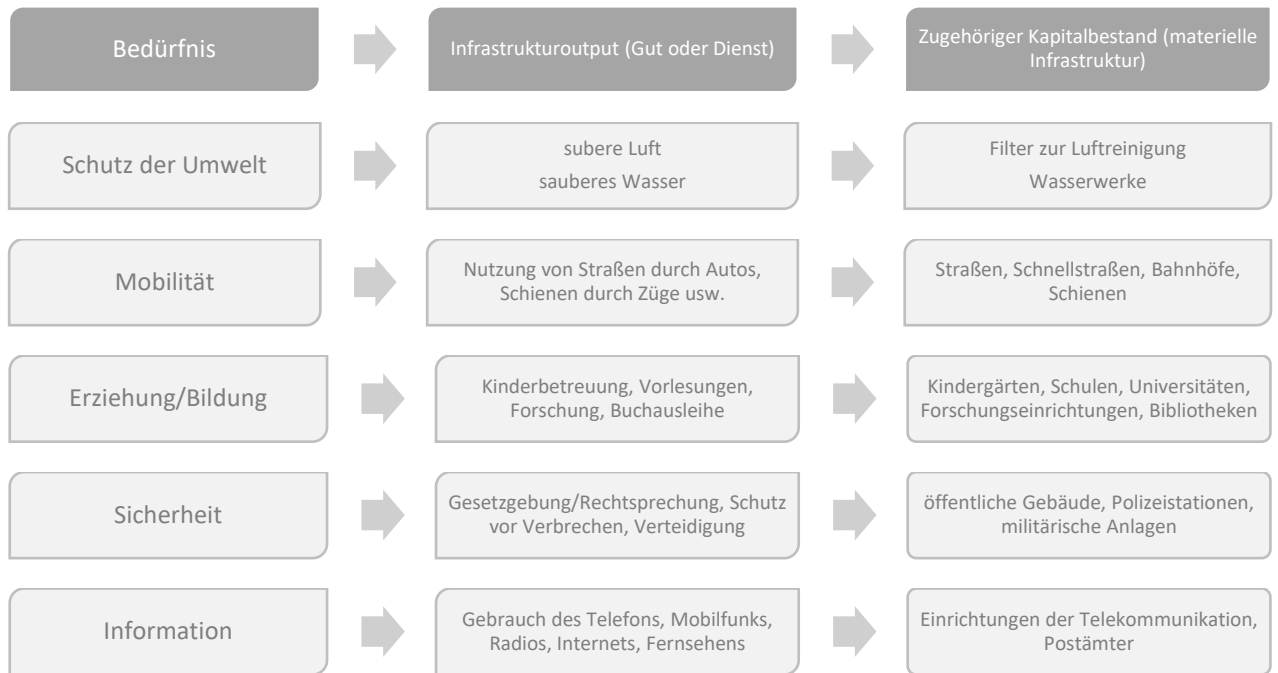 Bedürfnis
Infrastrukturoutput (Gut oder Dienst)
Zugehöriger Kapitalbestand (materielle
Infrastruktur)
Schutz der Umwelt
subere Luft
sauberes Wasser
Filter zur Luftreinigung
Wasserwerke
Mobilität
Nutzung von Straßen durch Autos,
Schienen durch Züge usw.
Straßen, Schnellstraßen, Bahnhöfe,
Schienen
Erziehung/Bildung
Kinderbetreuung, Vorlesungen,
Forschung, Buchausleihe
Kindergärten, Schulen, Universitäten,
Forschungseinrichtungen, Bibliotheken
Sicherheit
Gesetzgebung/Rechtsprechung, Schutz
vor Verbrechen, Verteidigung
öffentliche Gebäude, Polizeistationen,
militärische Anlagen
Information
Gebrauch des Telefons, Mobilfunks,
Radios, Internets, Fernsehens
Einrichtungen der Telekommunikation,
Postämter